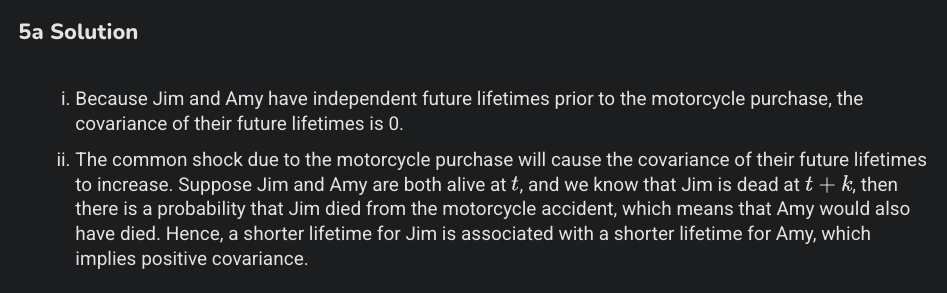 5a Solution
i. Because Jim and Amy have independent future lifetimes prior to the motorcycle purchase, the
covariance of their future lifetimes is 0.
ii. The common shock due to the motorcycle purchase will cause the covariance of their future lifetimes
to increase. Suppose Jim and Amy are both alive at t, and we know that Jim is dead at t + k, then
there is a probability that Jim died from the motorcycle accident, which means that Amy would also
have died. Hence, a shorter lifetime for Jim is associated with a shorter lifetime for Amy, which
implies positive covariance.